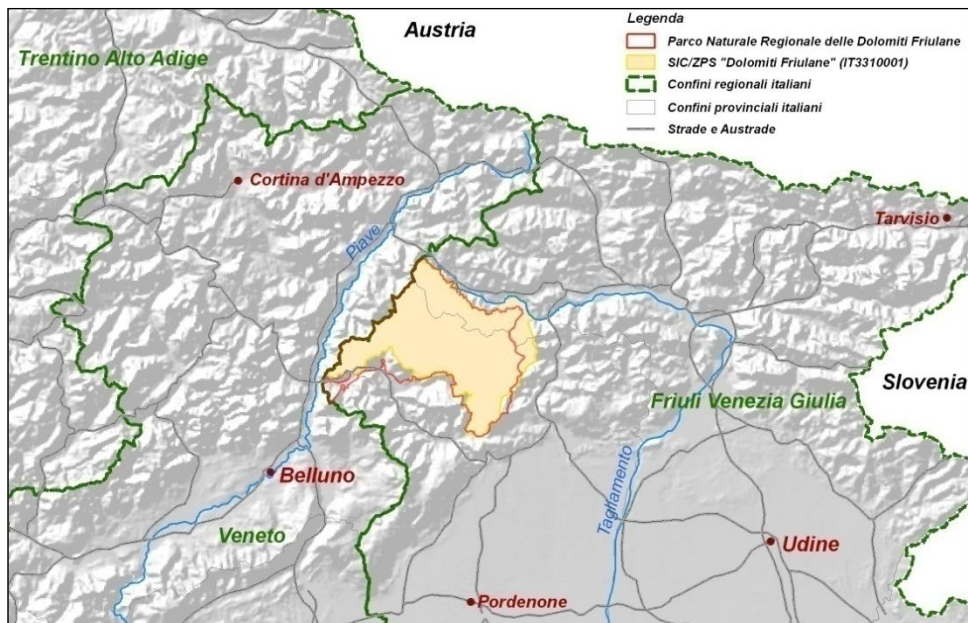 Austria
Legenda
Parco Naturale Regionale delle Dolomiti Friulane
SIC/ZPS "Dolomiti Friulane" (IT3310001)
Confini regionali italiani
Confini provinciali italiani
Strade e Austrade
Trentino Alto Adige
Cortina d'Ampezzo
Tarvisio
Piave
Slovenia
Friuli Venezia Giulia
Belluno
Veneto
Tagliamento
Udine
Pordenone